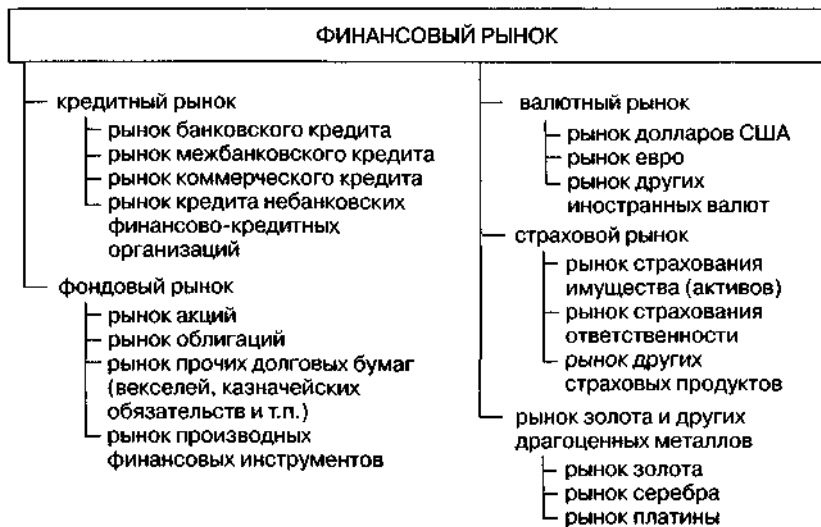 ФИНАНСОВЫЙ РЫНОК
кредитный рынок
рынок банковского кредита
рынок межбанковского кредита
рынок коммерческого кредита
рынок кредита небанковских
финансово-кредитных
организаций
фондовый рынок
рынок акций
рынок облигаций
рынок прочих долговых бумаг
(векселей, казначейских
обязательств и т.п.)
рынок производных
финансовых инструментов
валютный рынок
рынок долларов США
рынок евро
рынок других
иностранных валют
страховой рынок
рынок страхования
имущества (активов)
рынок страхования
ответственности
рынок других
страховых продуктов
рынок золота и других
драгоценных металлов
рынок золота
рынок серебра
рынок платины